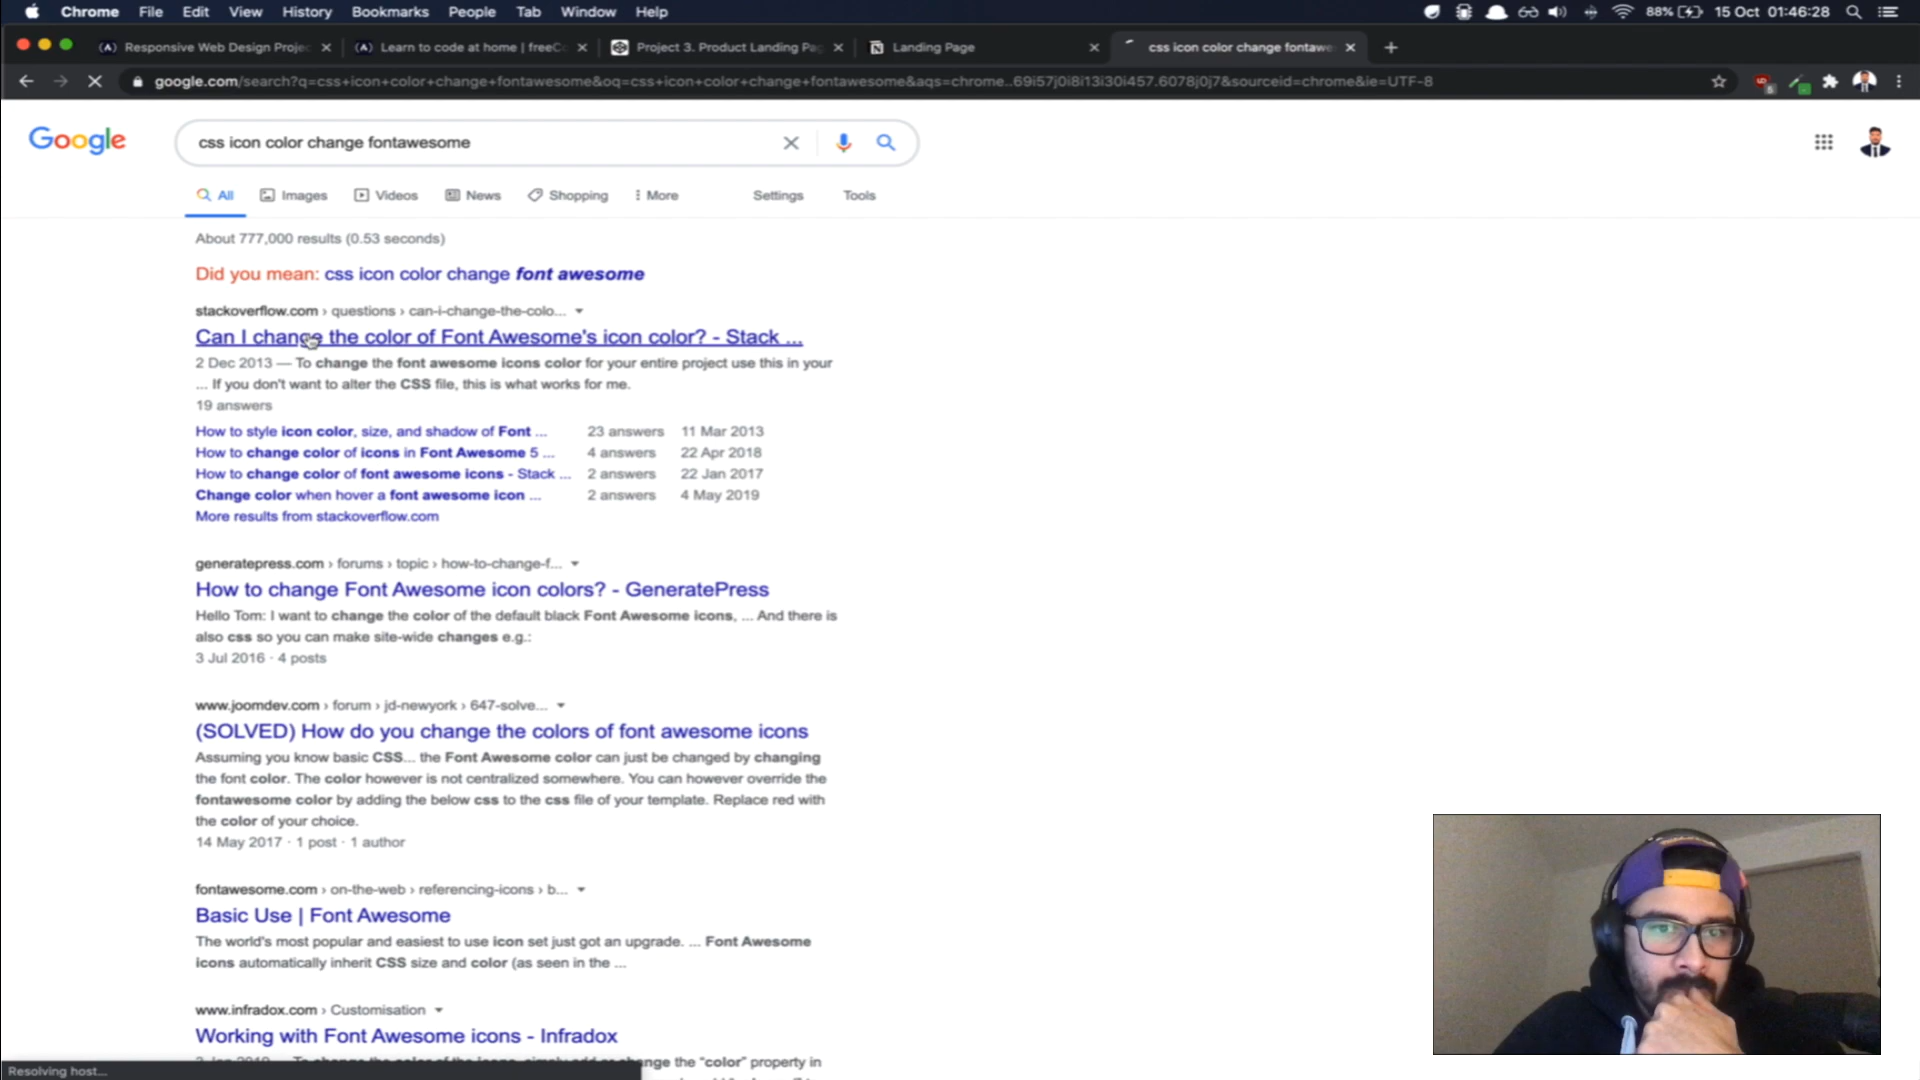 Chrome File Edit View History Bookmarks People Tab Window Help 88% 15 Oct 01:46:28
Responsive Web Design Projec
Learn to code at home | freeCo
Project 3. Product Landing Pag
Landing Page
css icon color change fontawe
google.com/search?q=css+icon+color+change+fontawesome&oq=css+icon+color+change+fontawesome&aqs=chrome..69i57j0i8i13i30i457.6078j0j7&sourceid=chrome&ie=UTF-8
Google
css icon color change fontawesome
All Images Videos News Shopping More Settings Tools
About 777,000 results (0.53 seconds)
Did you mean: css icon color change font awesome
stackoverflow.com › questions › can-i-change-the-colo...
Can I change the color of Font Awesome's icon color? - Stack ...
2 Dec 2013 — To change the font awesome icons color for your entire project use this in your
... If you don't want to alter the CSS file, this is what works for me.
19 answers
How to style icon color, size, and shadow of Font ... 23 answers 11 Mar 2013
How to change color of icons in Font Awesome 5 ... 4 answers 22 Apr 2018
How to change color of font awesome icons - Stack ... 2 answers 22 Jan 2017
Change color when hover a font awesome icon ... 2 answers 4 May 2019
More results from stackoverflow.com
generatepress.com › forums › topic › how-to-change-f...
How to change Font Awesome icon colors? - GeneratePress
Hello Tom: I want to change the color of the default black Font Awesome icons, ... And there is
also css so you can make site-wide changes e.g.:
3 Jul 2016 · 4 posts
www.joomdev.com › forum › jd-newyork › 647-solve...
(SOLVED) How do you change the colors of font awesome icons
Assuming you know basic CSS... the Font Awesome color can just be changed by changing
the font color. The color however is not centralized somewhere. You can however override the
fontawesome color by adding the below css to the css file of your template. Replace red with
the color of your choice.
14 May 2017 · 1 post · 1 author
fontawesome.com › on-the-web › referencing-icons › b...
Basic Use | Font Awesome
The world's most popular and easiest to use icon set just got an upgrade. ... Font Awesome
icons automatically inherit CSS size and color (as seen in the ...
www.infradox.com › Customisation
Working with Font Awesome icons - Infradox
the "color" property in
Resolving host...